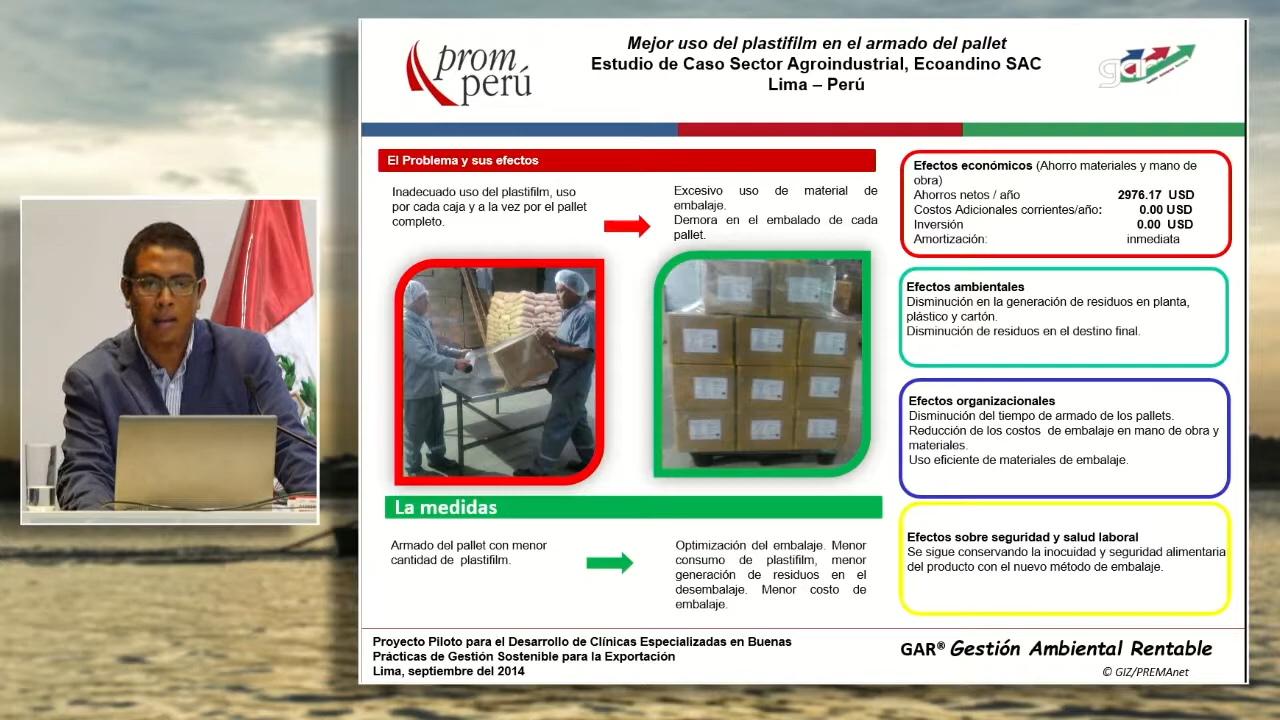 prom
perú
Mejor uso del plastifilm en el armado del pallet
Estudio de Caso Sector Agroindustrial, Ecoandino SAC
Lima – Perú
gar
El Problema y sus efectos
Inadecuado uso del plastifilm, uso
por cada caja y a la vez por el pallet
completo.
Excesivo uso de material de
embalaje.
Demora en el embalado de cada
pallet.
La medidas
Armado del pallet con menor
cantidad de plastifilm.
Optimización del embalaje. Menor
consumo de plastifilm, menor
generación de residuos en el
desembalaje. Menor costo de
embalaje.
Efectos económicos (Ahorro materiales y mano de
obra)
Ahorros netos / año 2976.17 USD
Costos Adicionales corrientes/año: 0.00 USD
Inversión 0.00 USD
Amortización: inmediata
Efectos ambientales
Disminución en la generación de residuos en planta,
plástico y cartón.
Disminución de residuos en el destino final.
Efectos organizacionales
Disminución del tiempo de armado de los pallets.
Reducción de los costos de embalaje en mano de obra y
materiales.
Uso eficiente de materiales de embalaje.
Efectos sobre seguridad y salud laboral
Se sigue conservando la inocuidad y seguridad alimentaria
del producto con el nuevo método de embalaje.
Proyecto Piloto para el Desarrollo de Clínicas Especializadas en Buenas
Prácticas de Gestión Sostenible para la Exportación
Lima, septiembre del 2014
GAR® Gestión Ambiental Rentable
© GIZ/PREMAnet